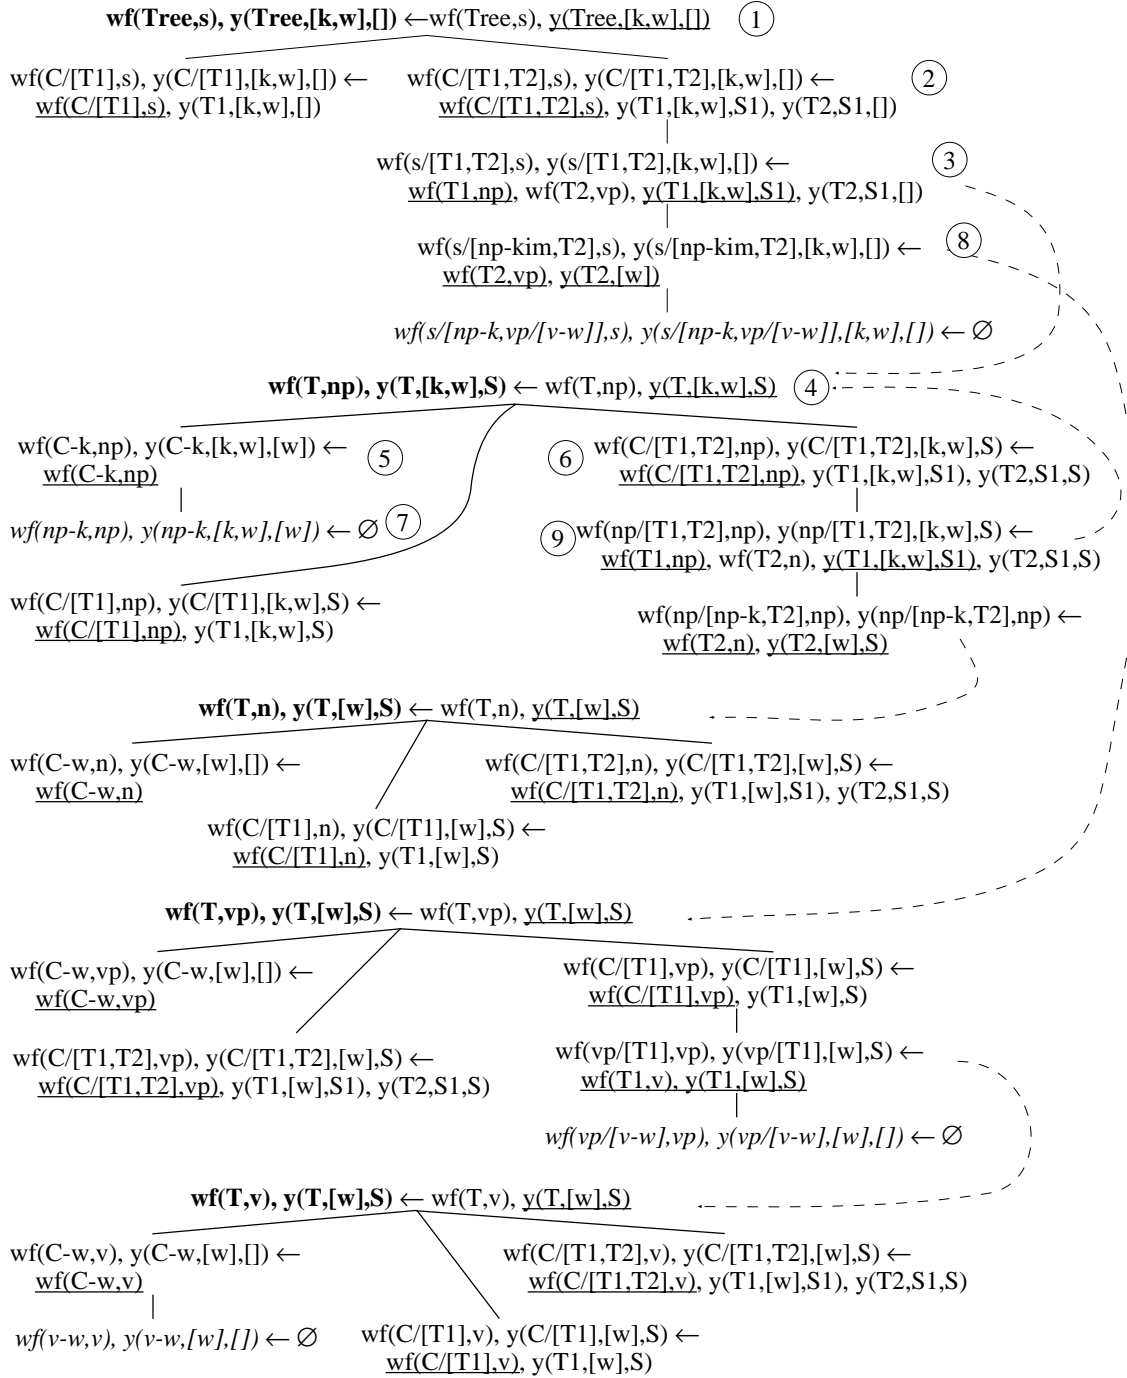 wf(Tree,s), y(Tree,[k,w],[]) ←wf(Tree,s), y(Tree,[k,w],[]) 1
wf(C/[T1],s), y(C/[T1],[k,w],[]) ←
wf(C/[T1],s), y(T1,[k,w],[])
wf(C/[T1,T2],s), y(C/[T1,T2],[k,w],[]) ← 2
wf(C/[T1,T2],s), y(T1,[k,w],S1), y(T2,S1,[])
wf(s/[T1,T2],s), y(s/[T1,T2],[k,w],[]) ← 3
wf(T1,np), wf(T2,vp), y(T1,[k,w],S1), y(T2,S1,[])
wf(s/[np-kim,T2],s), y(s/[np-kim,T2],[k,w],[]) ← 8
wf(T2,vp), y(T2,[w])
wf(s/[np-k,vp/[v-w]],s), y(s/[np-k,vp/[v-w]],[k,w],[]) ← ∅
wf(T,np), y(T,[k,w],S) ← wf(T,np), y(T,[k,w],S) 4
wf(C-k,np), y(C-k,[k,w],[w]) ← 5
wf(C-k,np)
wf(np-k,np), y(np-k,[k,w],[w]) ← ∅ 7
wf(C/[T1],np), y(C/[T1],[k,w],S) ←
wf(C/[T1],np), y(T1,[k,w],S)
6 wf(C/[T1,T2],np), y(C/[T1,T2],[k,w],S) ←
wf(C/[T1,T2],np), y(T1,[k,w],S1), y(T2,S1,S)
9 wf(np/[T1,T2],np), y(np/[T1,T2],[k,w],S) ←
wf(T1,np), wf(T2,n), y(T1,[k,w],S1), y(T2,S1,S)
wf(np/[np-k,T2],np), y(np/[np-k,T2],np) ←
wf(T2,n), y(T2,[w],S)
wf(T,n), y(T,[w],S) ← wf(T,n), y(T,[w],S)
wf(C-w,n), y(C-w,[w],[]) ←
wf(C-w,n)
wf(C/[T1,T2],n), y(C/[T1,T2],[w],S) ←
wf(C/[T1,T2],n), y(T1,[w],S1), y(T2,S1,S)
wf(C/[T1],n), y(C/[T1],[w],S) ←
wf(C/[T1],n), y(T1,[w],S)
wf(T,vp), y(T,[w],S) ← wf(T,vp), y(T,[w],S)
wf(C-w,vp), y(C-w,[w],[]) ←
wf(C-w,vp)
wf(C/[T1],vp), y(C/[T1],[w],S) ←
wf(C/[T1],vp), y(T1,[w],S)
wf(C/[T1,T2],vp), y(C/[T1,T2],[w],S) ←
wf(C/[T1,T2],vp), y(T1,[w],S1), y(T2,S1,S)
wf(vp/[T1],vp), y(vp/[T1],[w],S) ←
wf(T1,v), y(T1,[w],S)
wf(vp/[v-w],vp), y(vp/[v-w],[w],[]) ← ∅
wf(T,v), y(T,[w],S) ← wf(T,v), y(T,[w],S)
wf(C-w,v), y(C-w,[w],[]) ←
wf(C-w,v)
wf(C/[T1,T2],v), y(C/[T1,T2],[w],S) ←
wf(C/[T1,T2],v), y(T1,[w],S1), y(T2,S1,S)
wf(v-w,v), y(v-w,[w],[]) ← ∅
wf(C/[T1],v), y(C/[T1],[w],S) ←
wf(C/[T1],v), y(T1,[w],S)